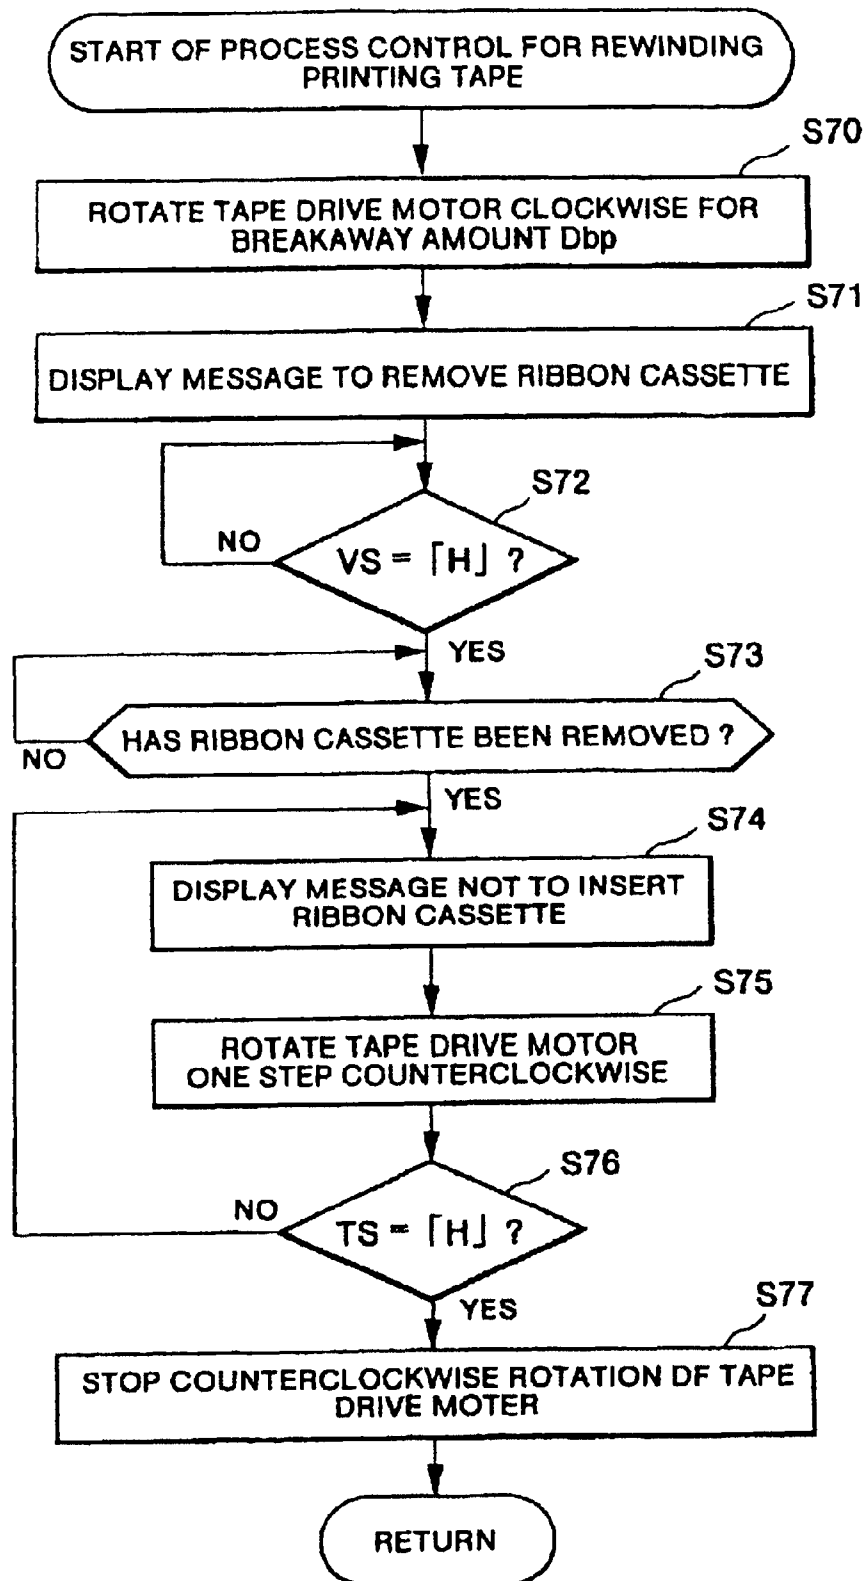 START OF PROCESS CONTROL FOR REWINDING
PRINTING TAPE
S70
ROTATE TAPE DRIVE MOTOR CLOCKWISE FOR
BREAKAWAY AMOUNT Dbp
S71
DISPLAY MESSAGE TO REMOVE RIBBON CASSETTE
S72
NO
VS = ⌈H⌋ ?
YES
S73
HAS RIBBON CASSETTE BEEN REMOVED ?
NO
YES
S74
DISPLAY MESSAGE NOT TO INSERT
RIBBON CASSETTE
S75
ROTATE TAPE DRIVE MOTOR
ONE STEP COUNTERCLOCKWISE
S76
NO
TS = ⌈H⌋ ?
YES
S77
STOP COUNTERCLOCKWISE ROTATION DF TAPE
DRIVE MOTER
RETURN